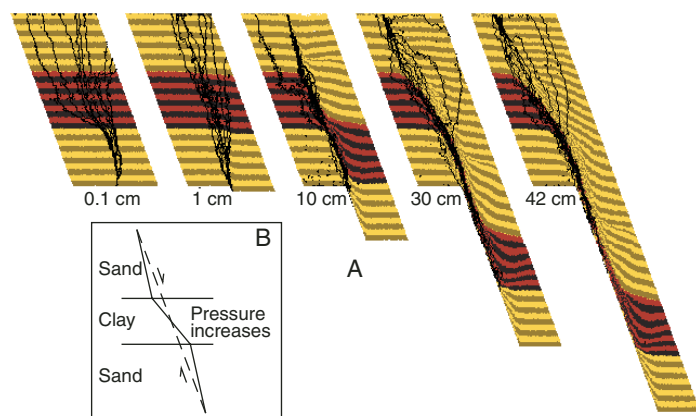 0.1 cm
1 cm
10 cm
30 cm
42 cm
A
B
Sand
Clay
Pressure
increases
Sand